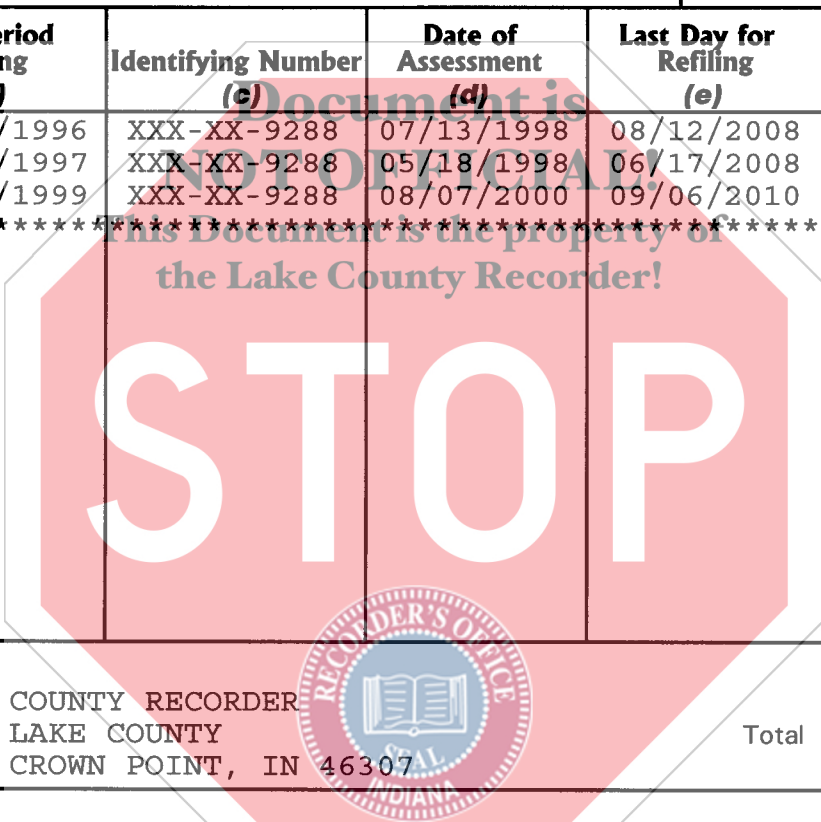 eriod Date of Last Day for
ng Identifying Number Assessment Refiling
) (c) (d) (e)
Document is
/1996 XXX-XX-9288 07/13/1998 08/12/2008
/1997 XXX-XX-9288 05/18/1998 06/17/2008
NOT OFFICIAL!
/1999 XXX-XX-9288 08/07/2000 09/06/2010
This Document is the property of
the Lake County Recorder!
STOP
RECORDER'S OFFICE
SEAL
INDIANA
COUNTY RECORDER
LAKE COUNTY Total
CROWN POINT, IN 46307